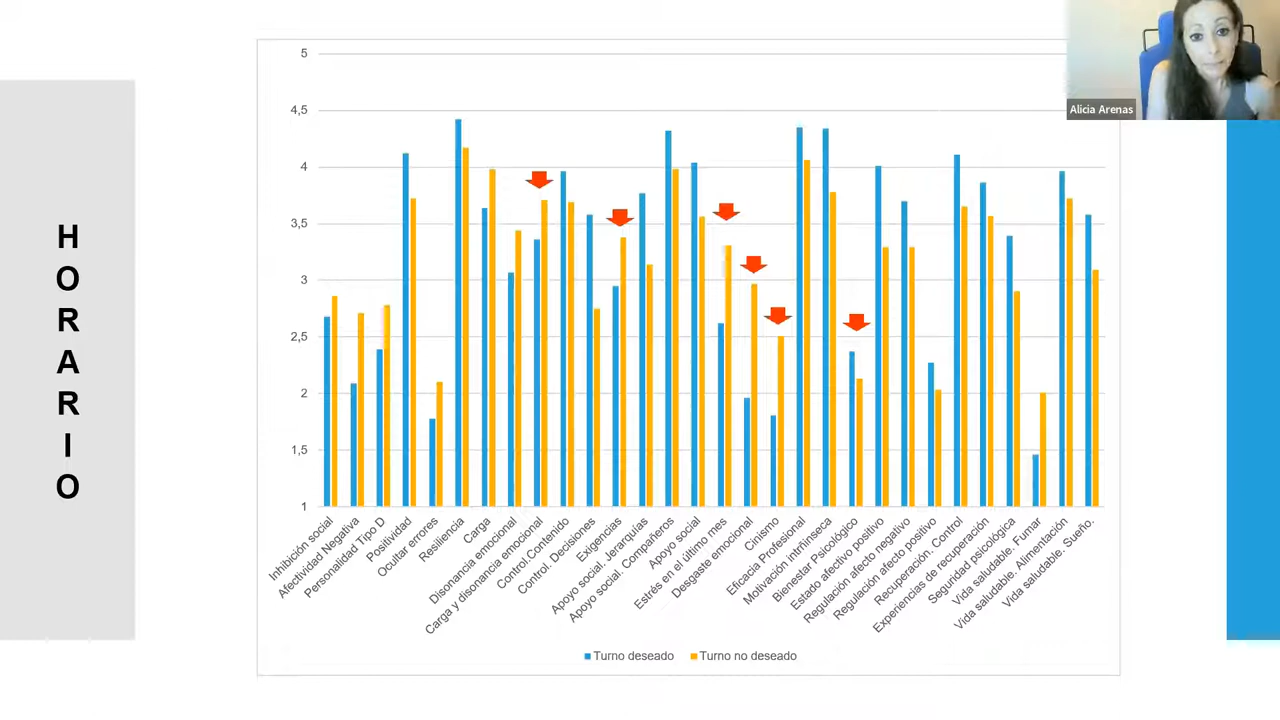 HORARIO
Alicia Arenas
5
4,5
4
3,5
3
2,5
2
1,5
1
Inhibición social
Afectividad Negativa
Personalidad Tipo D
Positividad
Ocultar errores
Resiliencia
Carga
Disonancia emocional
Carga y disonancia emocional
Control.Contenido
Control. Decisiones
Exigencias
Apoyo social. Jerarquías
Apoyo social. Compañeros
Apoyo social
Estrés en el último mes
Desgaste emocional
Cinismo
Eficacia Profesional
Motivación intrñinseca
Bienestar Psicológico
Estado afectivo positivo
Regulación afecto negativo
Regulación afecto positivo
Recuperación. Control
Experiencias de recuperación
Seguridad psicológica
Vida saludable. Fumar
Vida saludable. Alimentación
Vida saludable. Sueño.
Turno deseado
Turno no deseado